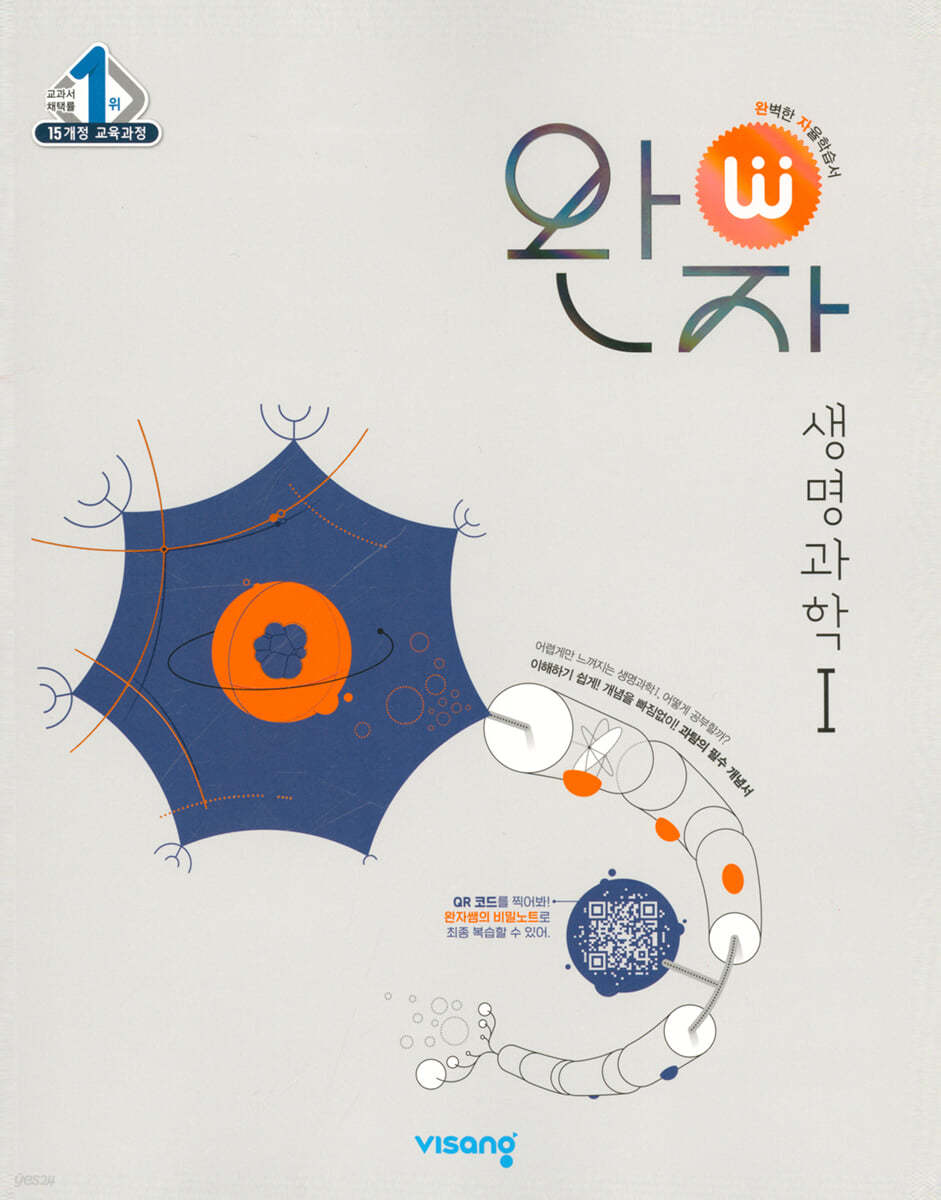 교과서
채택률
1위
15개정 교육과정
완벽한 자율학습서
완자
생명과학 I
어렵게만 느껴지는 생명과학 I, 어떻게 공부할까?
이해하기 쉽게! 개념을 빠짐없이! 과탐의 필수 개념서
QR 코드를 찍어봐!
완자쌤의 비밀노트로
최종 복습할 수 있어.
visang
yes24